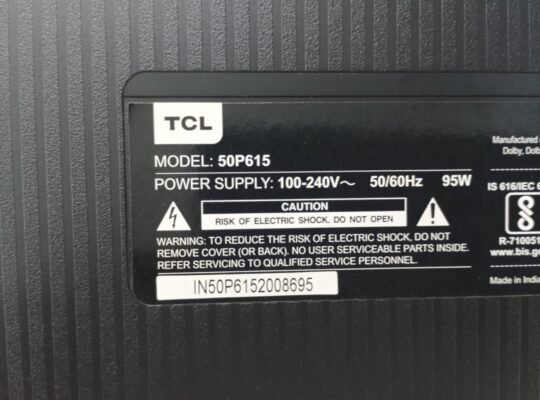 TCL
Manufactured
Dolby, Dol
MODEL: 50P615
POWER SUPPLY: 100-240V～ 50/60Hz 95W
IS 616/IEC
CAUTION
RISK OF ELECTRIC SHOCK. DO NOT OPEN
WARNING: TO REDUCE THE RISK OF ELECTRIC SHOCK, DO NOT
REMOVE COVER (OR BACK). NO USER SERVICEABLE PARTS INSIDE.
REFER SERVICING TO QUALIFIED SERVICE PERSONNEL.
R-710051
www.bis.go
IN50P6152008695
Made in India